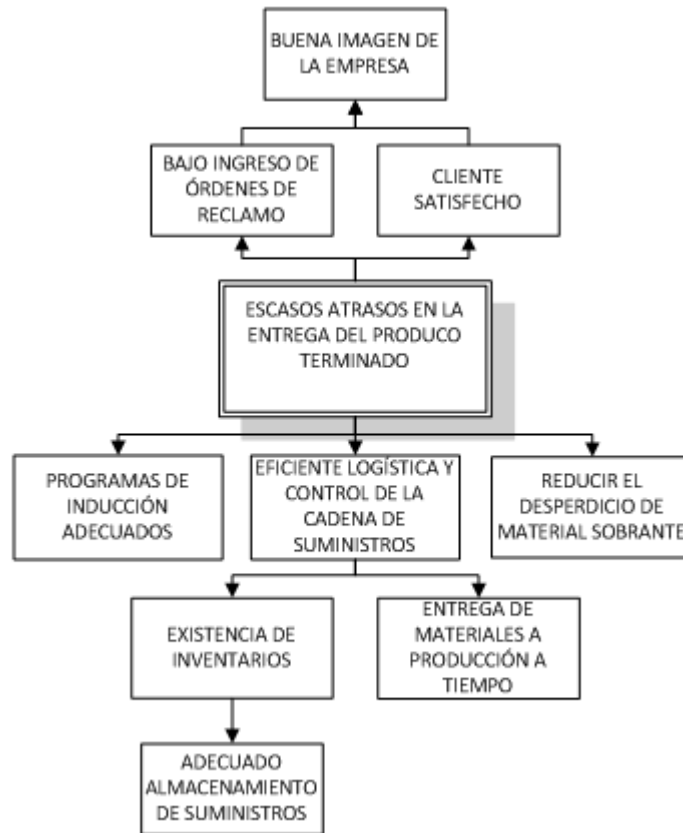 BUENA IMAGEN DE
LA EMPRESA
BAJO INGRESO DE
ÓRDENES DE
RECLAMO
CLIENTE
SATISFECHO
ESCASOS ATRASOS EN LA
ENTREGA DEL PRODUCO
TERMINADO
PROGRAMAS DE
INDUCCIÓN
ADECUADOS
EFICIENTE LOGÍSTICA Y
CONTROL DE LA
CADENA DE
SUMINISTROS
REDUCIR EL
DESPERDICIO DE
MATERIAL SOBRANTE
EXISTENCIA DE
INVENTARIOS
ENTREGA DE
MATERIALES A
PRODUCCIÓN A
TIEMPO
ADECUADO
ALMACENAMIENTO
DE SUMINISTROS